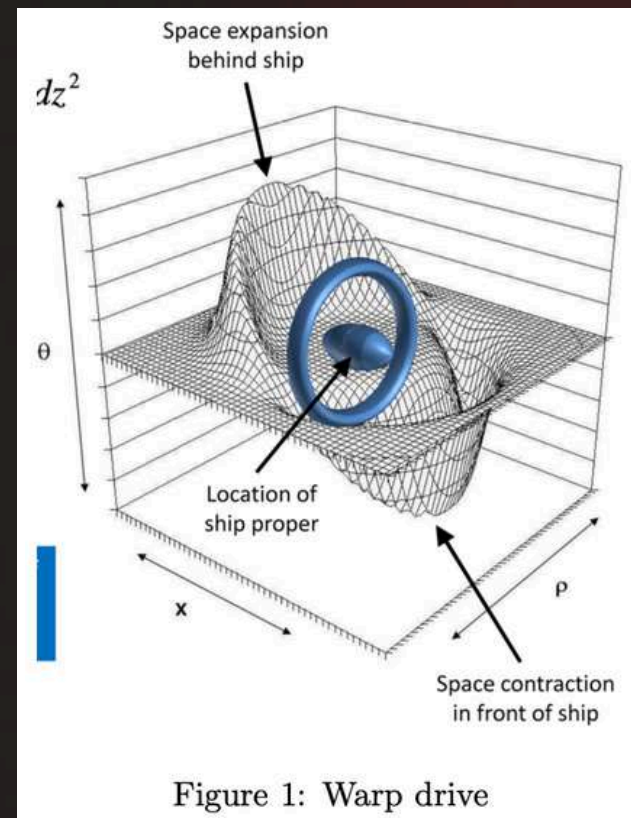 Space expansion
behind ship
dz²
θ
Location of
ship proper
x
ρ
Space contraction
in front of ship
Figure 1: Warp drive